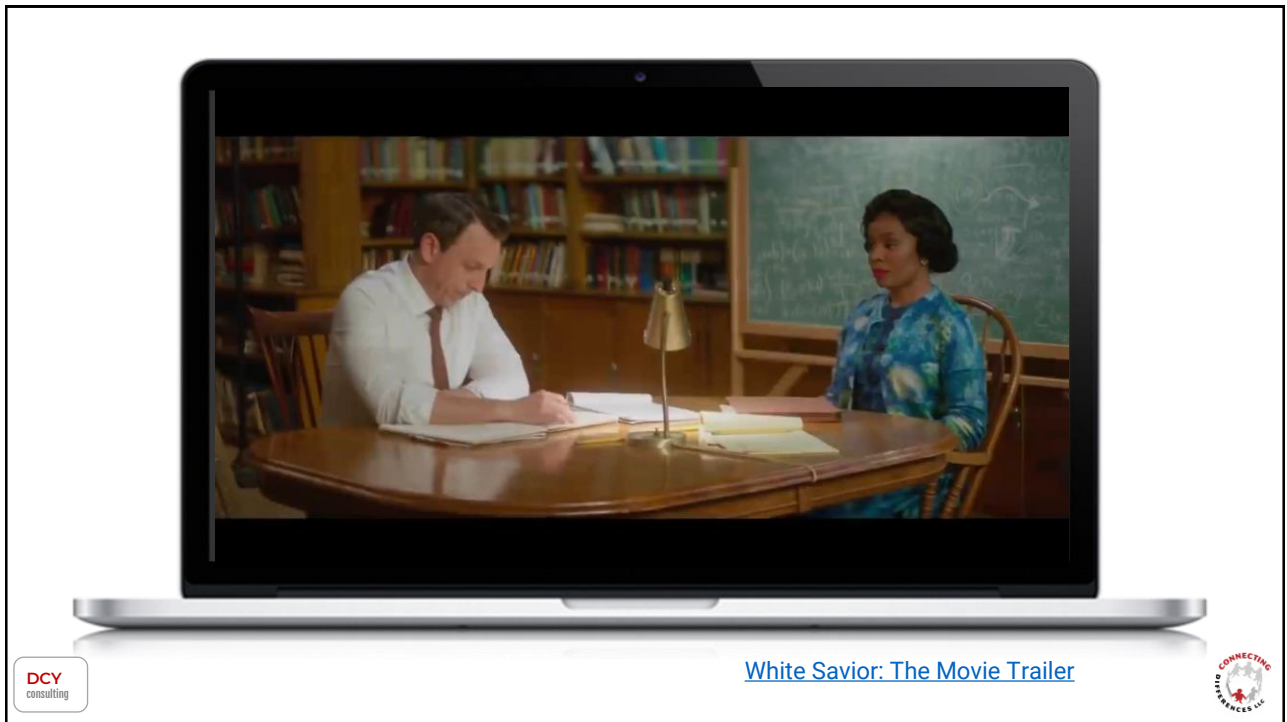 White Savior: The Movie Trailer
DCY
consulting
CONNECTING
DIFFERENCES LLC